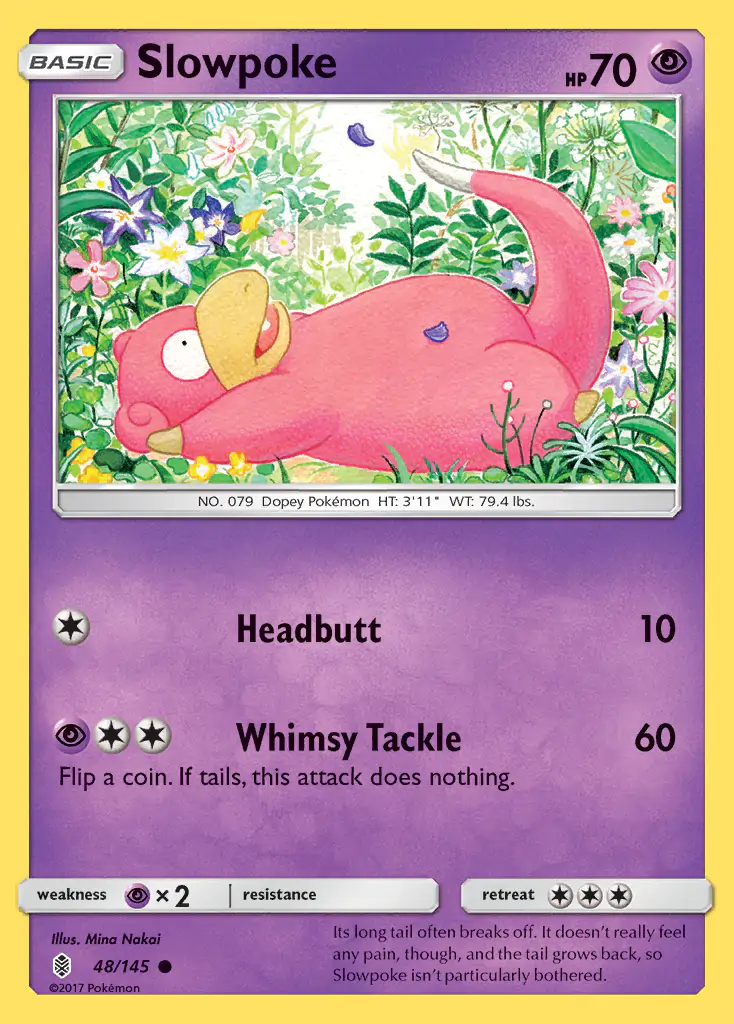 BASIC Slowpoke HP 70
NO. 079 Dopey Pokémon HT: 3'11" WT: 79.4 lbs.
Headbutt 10
Whimsy Tackle 60
Flip a coin. If tails, this attack does nothing.
weakness ×2 resistance retreat
Illus. Mina Nakai
48/145
©2017 Pokémon
Its long tail often breaks off. It doesn't really feel
any pain, though, and the tail grows back, so
Slowpoke isn't particularly bothered.